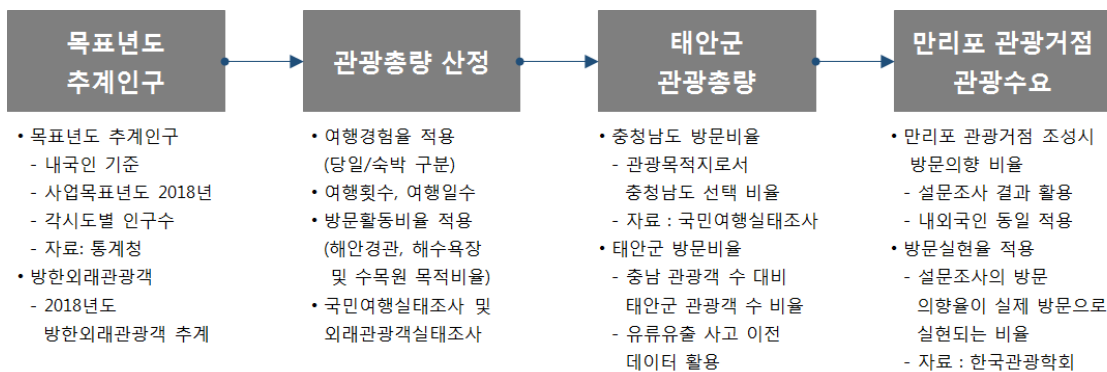 목표년도
추계인구
• 목표년도 추계인구
- 내국인 기준
- 사업목표년도 2018년
- 각시도별 인구수
- 자료: 통계청
• 방한외래관광객
- 2018년도
방한외래관광객 추계
관광총량 산정
• 여행경험율 적용
(당일/숙박 구분)
• 여행횟수, 여행일수
• 방문활동비율 적용
(해안경관, 해수욕장
및 수목원 목적비율)
• 국민여행실태조사 및
외래관광객실태조사
태안군
관광총량
• 충청남도 방문비율
- 관광목적지로서
충청남도 선택 비율
- 자료 : 국민여행실태조사
• 태안군 방문비율
- 충남 관광객 수 대비
태안군 관광객 수 비율
- 유류유출 사고 이전
데이터 활용
만리포 관광거점
관광수요
• 만리포 관광거점 조성시
방문의향 비율
- 설문조사 결과 활용
- 내외국인 동일 적용
• 방문실현율 적용
- 설문조사의 방문
의향율이 실제 방문으로
실현되는 비율
- 자료 : 한국관광학회